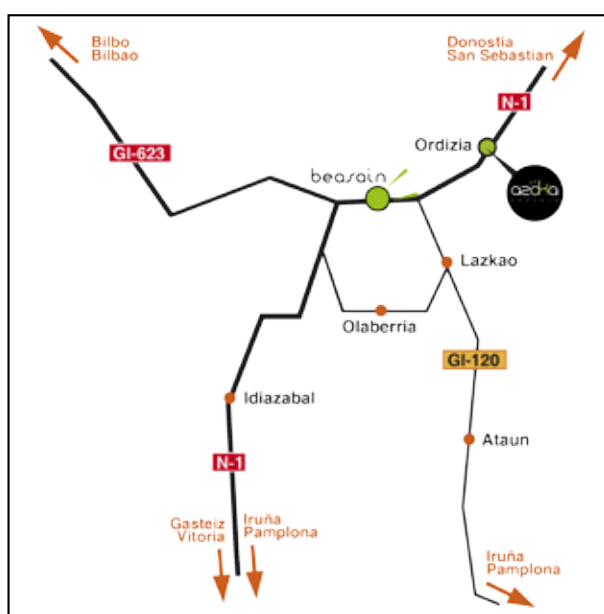 Bilbo
Bilbao
Donostia
San Sebastian
N-1
GI-623
Ordizia
beasain
azoka
Lazkao
Olaberria
GI-120
Idiazabal
Ataun
N-1
Gasteiz
Vitoria
Iruña
Pamplona
Iruña
Pamplona